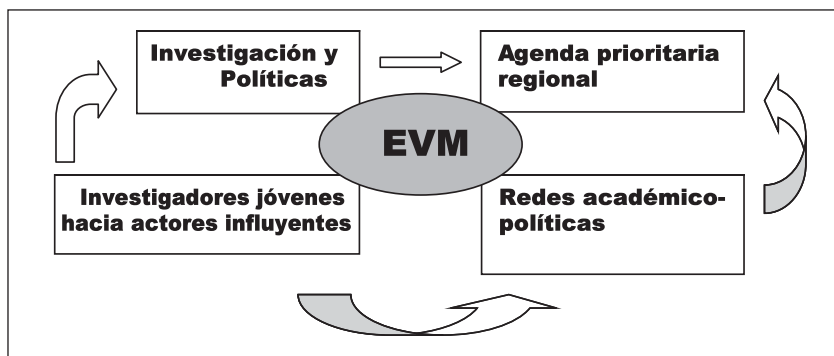 Investigación y
Políticas
Agenda prioritaria
regional
EVM
Investigadores jóvenes
hacia actores influyentes
Redes académico-
políticas